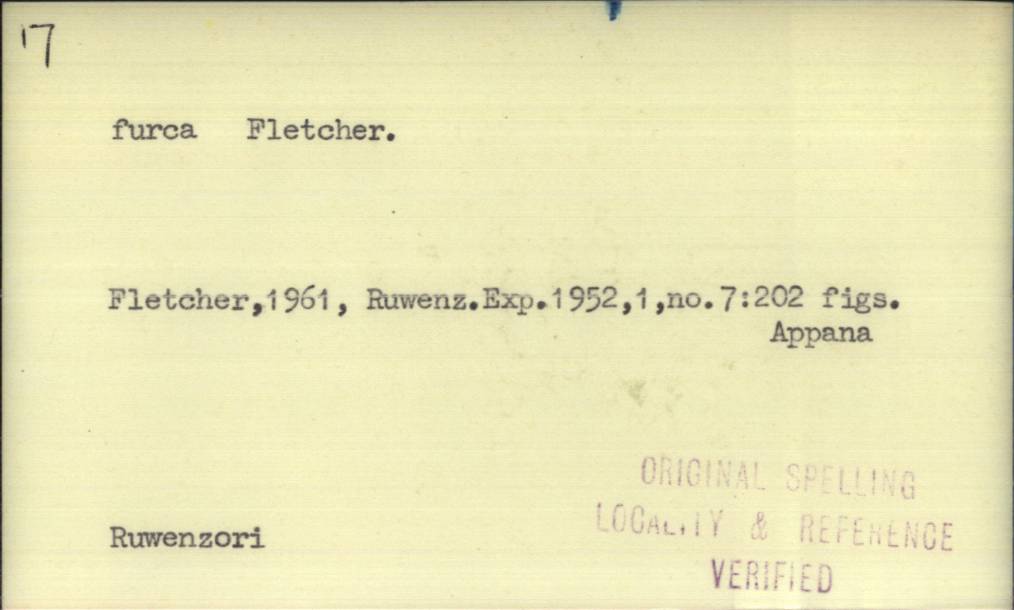 17
furca Fletcher.
Fletcher,1961, Ruwenz.Exp.1952,1,no.7:202 figs.
Appana
ORIGINAL SPELLING
LOCALITY & REFERENCE
Ruwenzori
VERIFIED